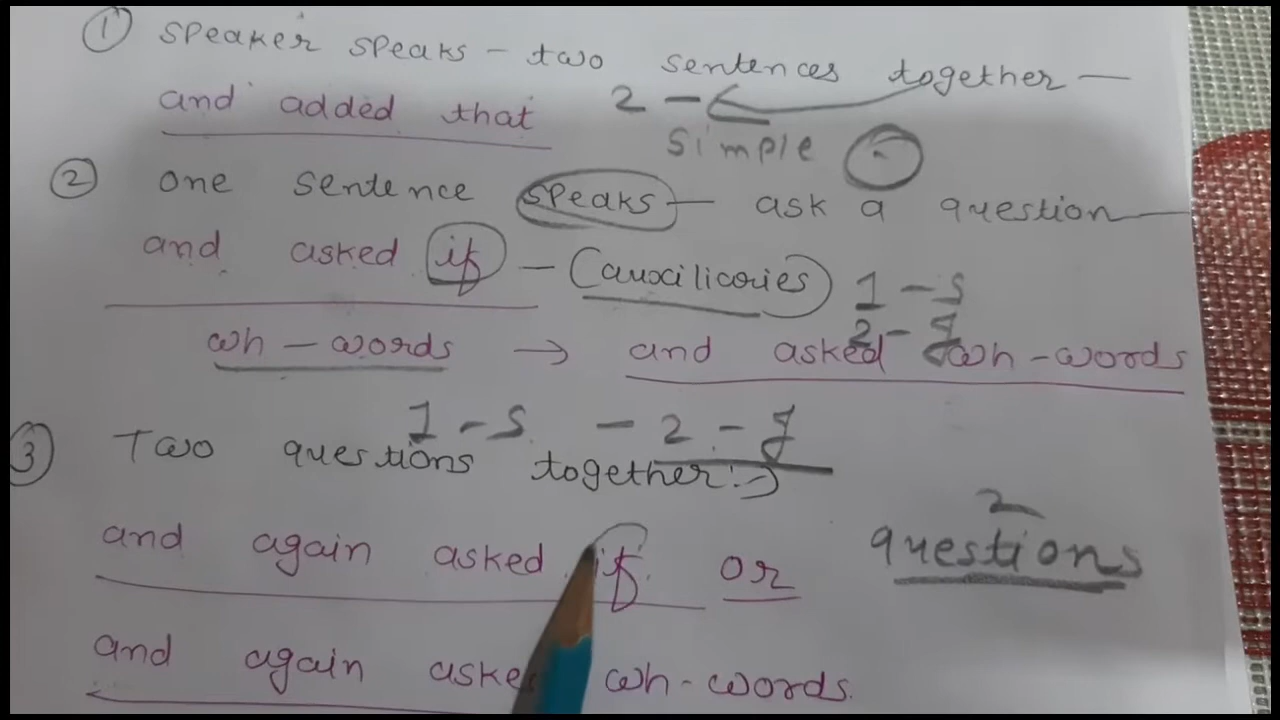 ① speaker speaks - two sentences together -
and added that 2 -
simple
② one sentence speaks - ask a question -
and asked if - (auxilicories) 1 - s
2 - q
wh - words → and asked wh - words
1 - s. - 2 - q
③ Two questions together :-
and again asked if or
2
questions
and again asked wh - words.